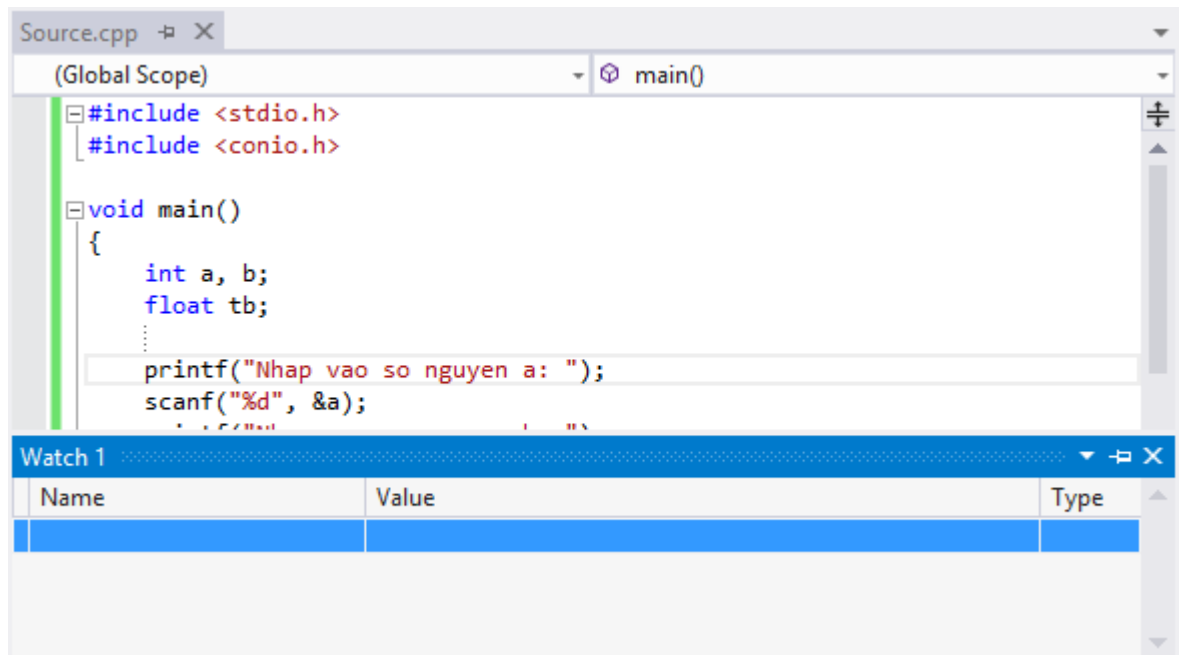 Source.cpp
(Global Scope) main()
#include <stdio.h>
#include <conio.h>
void main()
{
int a, b;
float tb;
printf("Nhap vao so nguyen a: ");
scanf("%d", &a);
Watch 1
Name Value Type